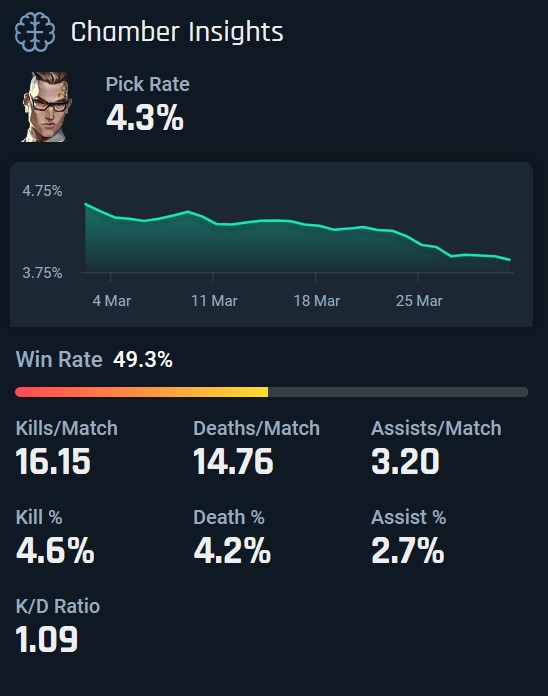 Chamber Insights
Pick Rate
4.3%
4.75%
3.75%
4 Mar 11 Mar 18 Mar 25 Mar
Win Rate 49.3%
Kills/Match Deaths/Match Assists/Match
16.15 14.76 3.20
Kill % Death % Assist %
4.6% 4.2% 2.7%
K/D Ratio
1.09